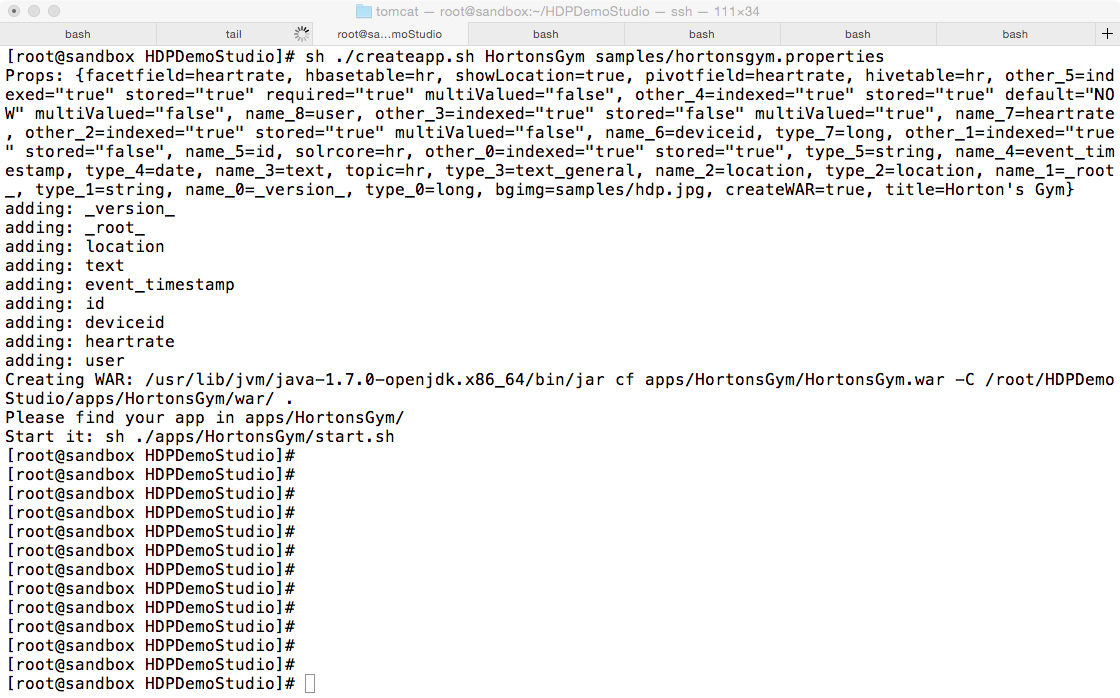 tomcat — root@sandbox:~/HDPDemoStudio — ssh — 111×34
bash tail root@sa...moStudio bash bash bash bash +
[root@sandbox HDPDemoStudio]# sh ./createapp.sh HortonsGym samples/hortonsgym.properties
Props: {facetfield=heartrate, hbasetable=hr, showLocation=true, pivotfield=heartrate, hivetable=hr, other_5=ind
exed="true" stored="true" required="true" multiValued="false", other_4=indexed="true" stored="true" default="NO
W" multiValued="false", name_8=user, other_3=indexed="true" stored="false" multiValued="true", name_7=heartrate
, other_2=indexed="true" stored="true" multiValued="false", name_6=deviceid, type_7=long, other_1=indexed="true
" stored="false", name_5=id, solrcore=hr, other_0=indexed="true" stored="true", type_5=string, name_4=event_tim
estamp, type_4=date, name_3=text, topic=hr, type_3=text_general, name_2=location, type_2=location, name_1=_root
_, type_1=string, name_0=_version_, type_0=long, bgimg=samples/hdp.jpg, createWAR=true, title=Horton's Gym}
adding: _version_
adding: _root_
adding: location
adding: text
adding: event_timestamp
adding: id
adding: deviceid
adding: heartrate
adding: user
Creating WAR: /usr/lib/jvm/java-1.7.0-openjdk.x86_64/bin/jar cf apps/HortonsGym/HortonsGym.war -C /root/HDPDemo
Studio/apps/HortonsGym/war/ .
Please find your app in apps/HortonsGym/
Start it: sh ./apps/HortonsGym/start.sh
[root@sandbox HDPDemoStudio]#
[root@sandbox HDPDemoStudio]#
[root@sandbox HDPDemoStudio]#
[root@sandbox HDPDemoStudio]#
[root@sandbox HDPDemoStudio]#
[root@sandbox HDPDemoStudio]#
[root@sandbox HDPDemoStudio]#
[root@sandbox HDPDemoStudio]#
[root@sandbox HDPDemoStudio]#
[root@sandbox HDPDemoStudio]#
[root@sandbox HDPDemoStudio]#
[root@sandbox HDPDemoStudio]#
[root@sandbox HDPDemoStudio]#